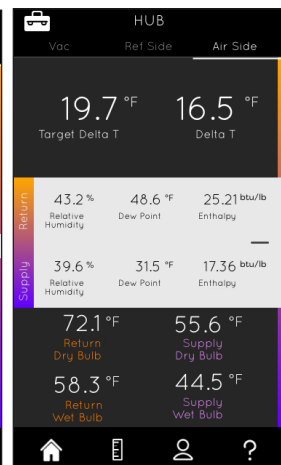 HUB
Vac Ref Side Air Side
19.7 °F 16.5 °F
Target Delta T Delta T
Return
43.2 % 48.6 °F 25.21 btu/lb
Relative Humidity Dew Point Enthalpy
Supply
39.6 % 31.5 °F 17.36 btu/lb
Relative Humidity Dew Point Enthalpy
72.1 °F 55.6 °F
Return Dry Bulb Supply Dry Bulb
58.3 °F 44.5 °F
Return Wet Bulb Supply Wet Bulb
?